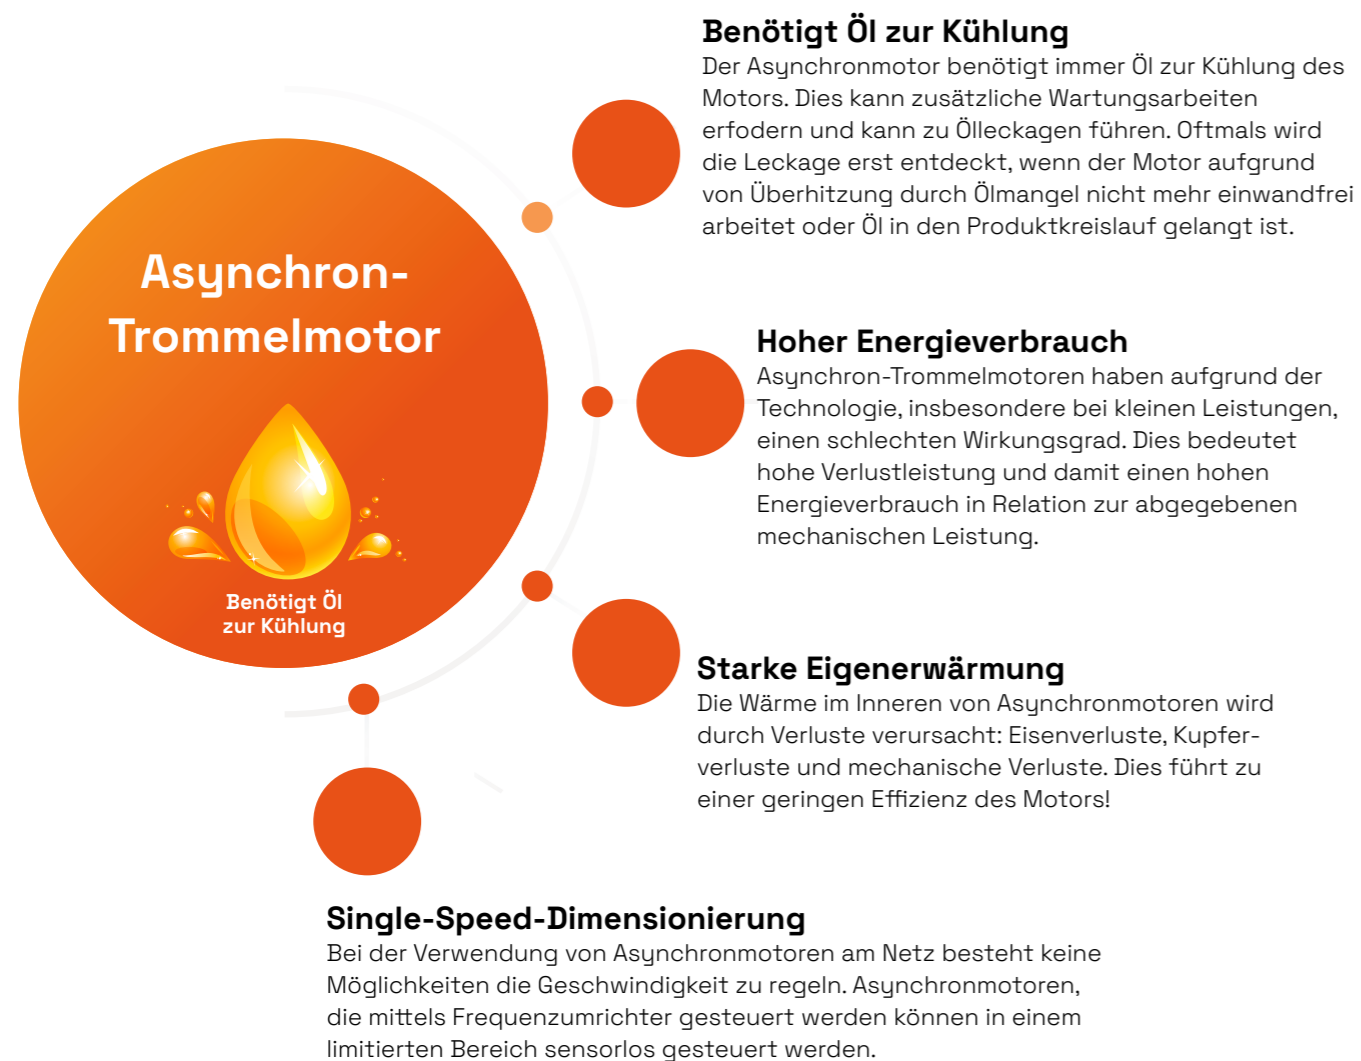 Asynchron-
Trommelmotor
Benötigt Öl
zur Kühlung
Benötigt Öl zur Kühlung
Der Asynchronmotor benötigt immer Öl zur Kühlung des
Motors. Dies kann zusätzliche Wartungsarbeiten
erfodern und kann zu Ölleckagen führen. Oftmals wird
die Leckage erst entdeckt, wenn der Motor aufgrund
von Überhitzung durch Ölmangel nicht mehr einwandfrei
arbeitet oder Öl in den Produktkreislauf gelangt ist.
Hoher Energieverbrauch
Asynchron-Trommelmotoren haben aufgrund der
Technologie, insbesondere bei kleinen Leistungen,
einen schlechten Wirkungsgrad. Dies bedeutet
hohe Verlustleistung und damit einen hohen
Energieverbrauch in Relation zur abgegebenen
mechanischen Leistung.
Starke Eigenerwärmung
Die Wärme im Inneren von Asynchronmotoren wird
durch Verluste verursacht: Eisenverluste, Kupfer-
verluste und mechanische Verluste. Dies führt zu
einer geringen Effizienz des Motors!
Single-Speed-Dimensionierung
Bei der Verwendung von Asynchronmotoren am Netz besteht keine
Möglichkeiten die Geschwindigkeit zu regeln. Asynchronmotoren,
die mittels Frequenzumrichter gesteuert werden können in einem
limitierten Bereich sensorlos gesteuert werden.